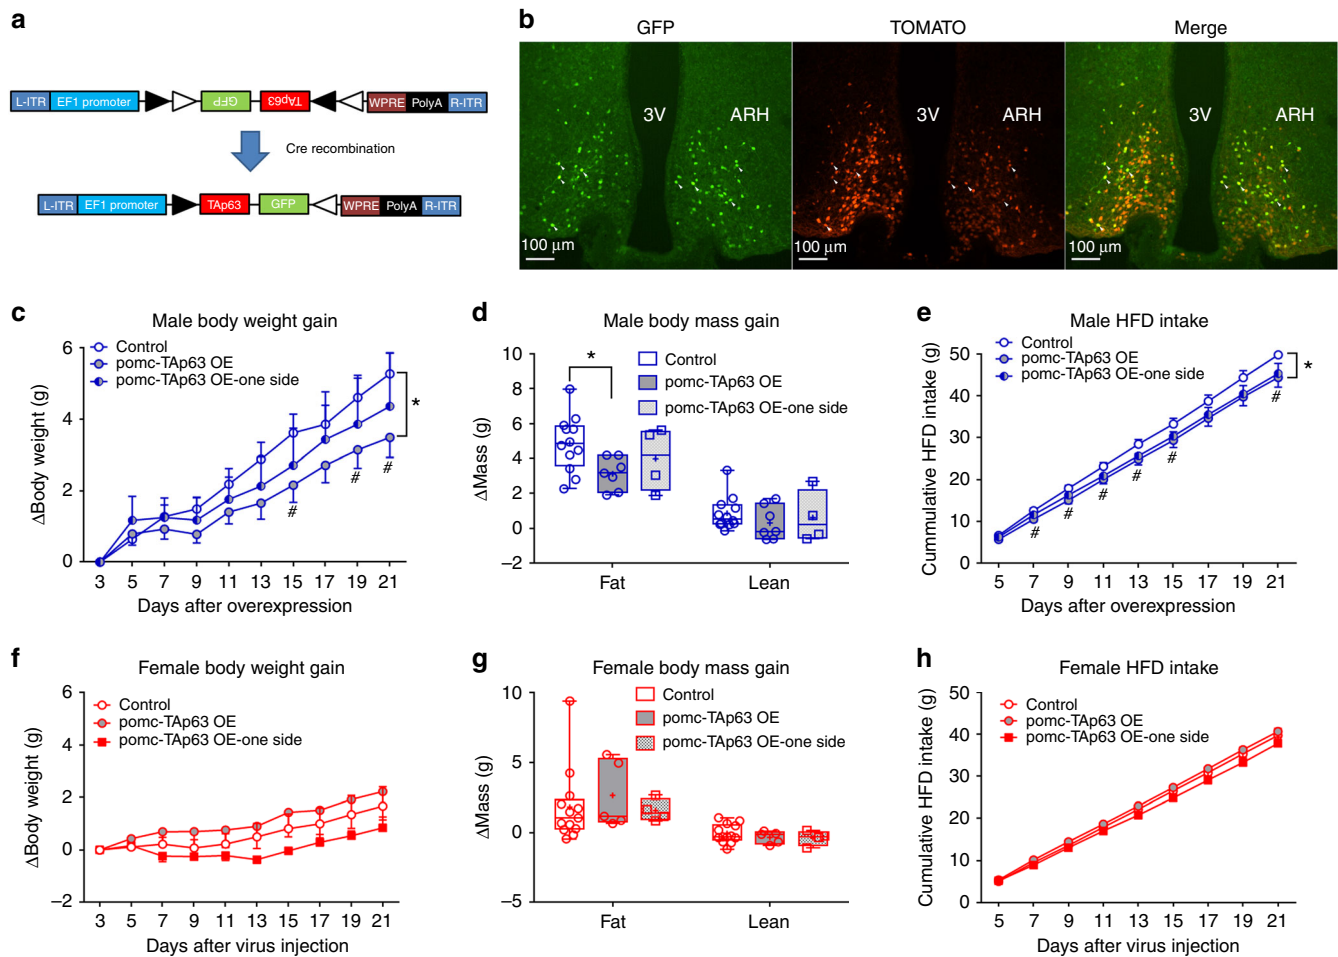 a
L-ITR EF1 promoter GFP TAp63 WPRE PolyA R-ITR
Cre recombination
L-ITR EF1 promoter TAp63 GFP WPRE PolyA R-ITR
b
GFP TOMATO Merge
3V ARH 3V ARH 3V ARH
100 µm 100 µm 100 µm
c
Male body weight gain
Control
pomc-TAp63 OE
pomc-TAp63 OE-one side
ΔBody weight (g)
6
4
2
0
*
# # #
3 5 7 9 11 13 15 17 19 21
Days after overexpression
d
Male body mass gain
Control
pomc-TAp63 OE
pomc-TAp63 OE-one side
ΔMass (g)
10
8
6
4
2
0
−2
*
Fat Lean
e
Male HFD intake
Control
pomc-TAp63 OE
pomc-TAp63 OE-one side
Cummulative HFD intake (g)
50
40
30
20
10
0
*
# # # # # #
5 7 9 11 13 15 17 19 21
Days after overexpression
f
Female body weight gain
Control
pomc-TAp63 OE
pomc-TAp63 OE-one side
ΔBody weight (g)
6
4
2
0
−2
3 5 7 9 11 13 15 17 19 21
Days after virus injection
g
Female body mass gain
Control
pomc-TAp63 OE
pomc-TAp63 OE-one side
ΔMass (g)
10
5
0
−5
Fat Lean
h
Female HFD intake
Control
pomc-TAp63 OE
pomc-TAp63 OE-one side
Cumulative HFD intake (g)
50
40
30
20
10
0
5 7 9 11 13 15 17 19 21
Days after virus injection